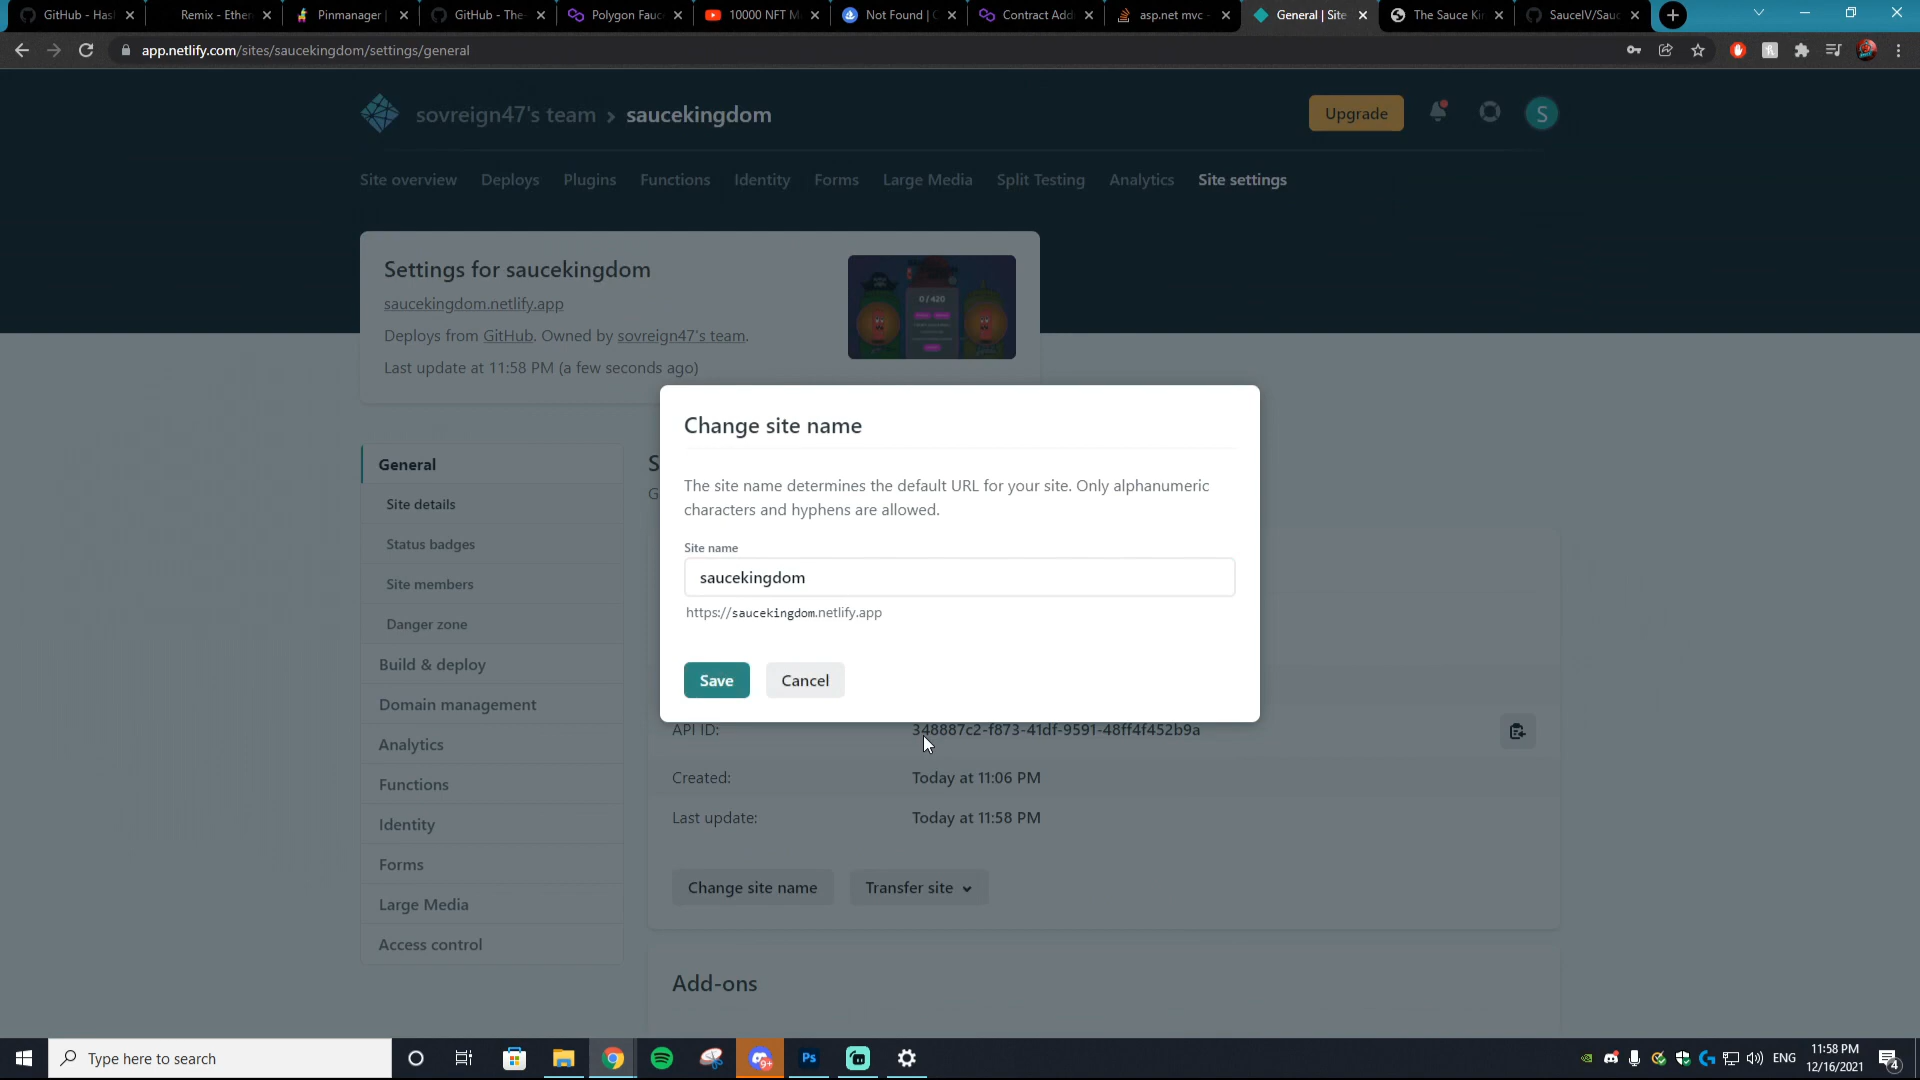 GitHub - Hasl
Remix - Ether
Pinmanager |
GitHub - The-
Polygon Fauc
10000 NFT M
Not Found | C
Contract Add
asp.net mvc -
General | Site
The Sauce Kin
SauceIV/Sauc
app.netlify.com/sites/saucekingdom/settings/general
sovreign47's team > saucekingdom
Upgrade
S
Site overview
Deploys
Plugins
Functions
Identity
Forms
Large Media
Split Testing
Analytics
Site settings
Settings for saucekingdom
saucekingdom.netlify.app
Deploys from GitHub. Owned by sovreign47's team.
Last update at 11:58 PM (a few seconds ago)
0 / 420
Change site name
The site name determines the default URL for your site. Only alphanumeric
characters and hyphens are allowed.
Site name
saucekingdom
https://saucekingdom.netlify.app
Save
Cancel
General
Site details
Status badges
Site members
Danger zone
Build & deploy
Domain management
Analytics
Functions
Identity
Forms
Large Media
Access control
S
G
API ID:
348887c2-f873-41df-9591-48ff4f452b9a
Created:
Today at 11:06 PM
Last update:
Today at 11:58 PM
Change site name
Transfer site
Add-ons
Type here to search
9+
Ps
ENG
11:58 PM
12/16/2021
4